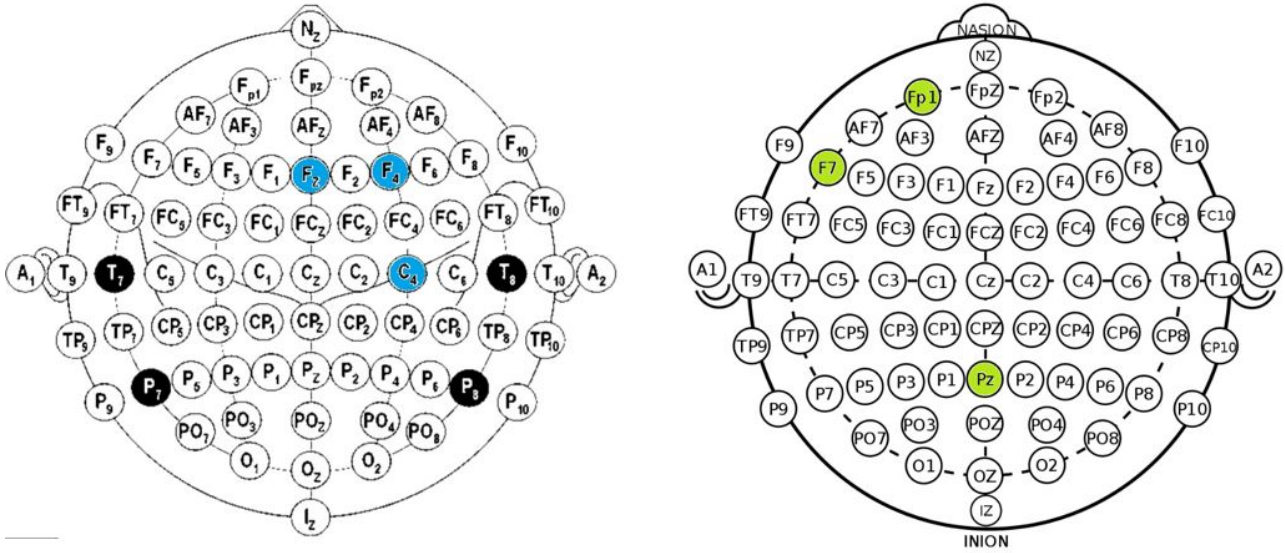 Nz
Fp1 Fpz Fp2
AF7 AF3 AFz AF4 AF8
F9 F7 F5 F3 F1 Fz F2 F4 F6 F8 F10
FT9 FT7 FC5 FC3 FC1 FCz FC2 FC4 FC6 FT8 FT10
A1 T9 T7 C5 C3 C1 Cz C2 C4 C6 T8 T10 A2
TP9 TP7 CP5 CP3 CP1 CPz CP2 CP4 CP6 TP8 TP10
P9 P7 P5 P3 P1 Pz P2 P4 P6 P8 P10
PO7 PO3 POz PO4 PO8
O1 Oz O2
Iz
NASION
NZ
Fp1 FpZ Fp2
AF7 AF3 AFZ AF4 AF8
F9 F7 F5 F3 F1 Fz F2 F4 F6 F8 F10
FT9 FT7 FC5 FC3 FC1 FCZ FC2 FC4 FC6 FC8 FC10
A1 T9 T7 C5 C3 C1 Cz C2 C4 C6 T8 T10 A2
TP9 TP7 CP5 CP3 CP1 CPZ CP2 CP4 CP6 CP8 CP10
P9 P7 P5 P3 P1 Pz P2 P4 P6 P8 P10
PO7 PO3 POZ PO4 PO8
O1 OZ O2
IZ
INION